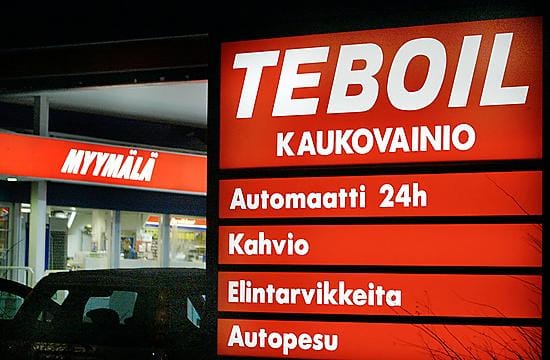 TEBOIL
KAUKOVAINIO
MYYMÄLÄ
Automaatti 24h
Kahvio
Elintarvikkeita
Autopesu